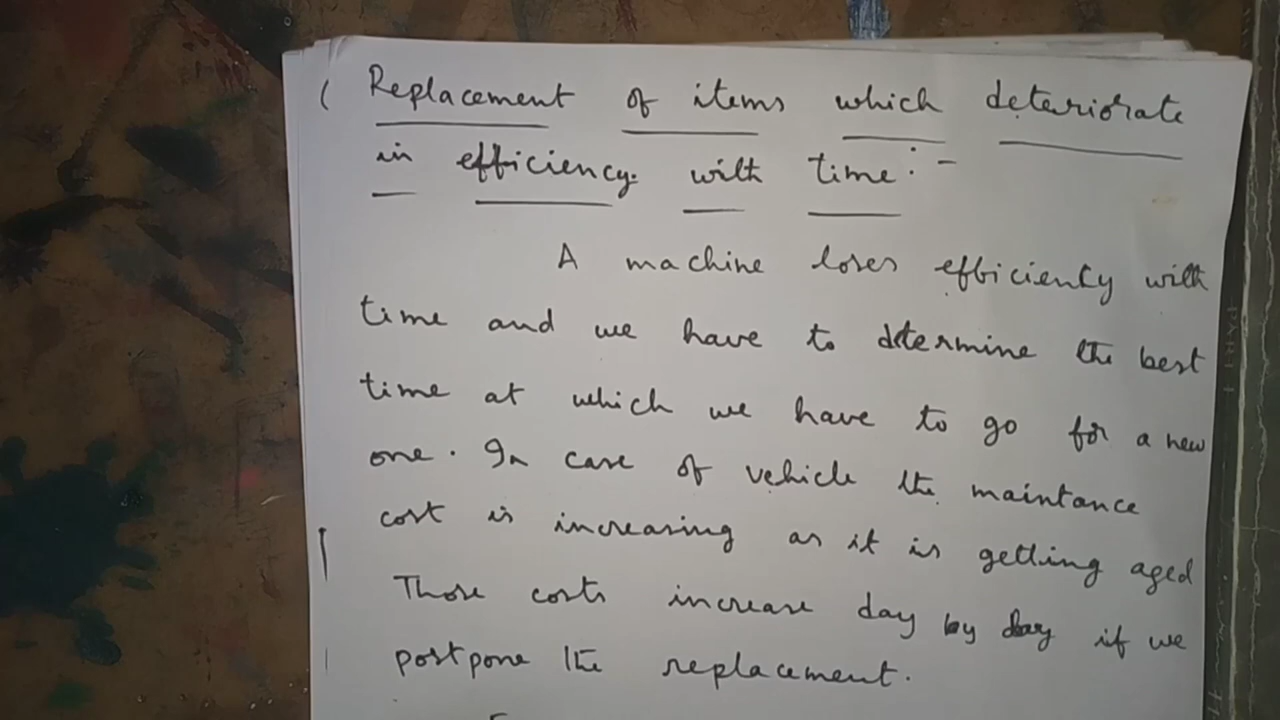 Replacement of items which deteriorate
in efficiency. with time:-
A machine loses efficiency with
time and we have to determine the best
time at which we have to go for a new
one. In case of vehicle the maintance
cost is increasing as it is getting aged
Those costs increase day by day if we
postpone the replacement.